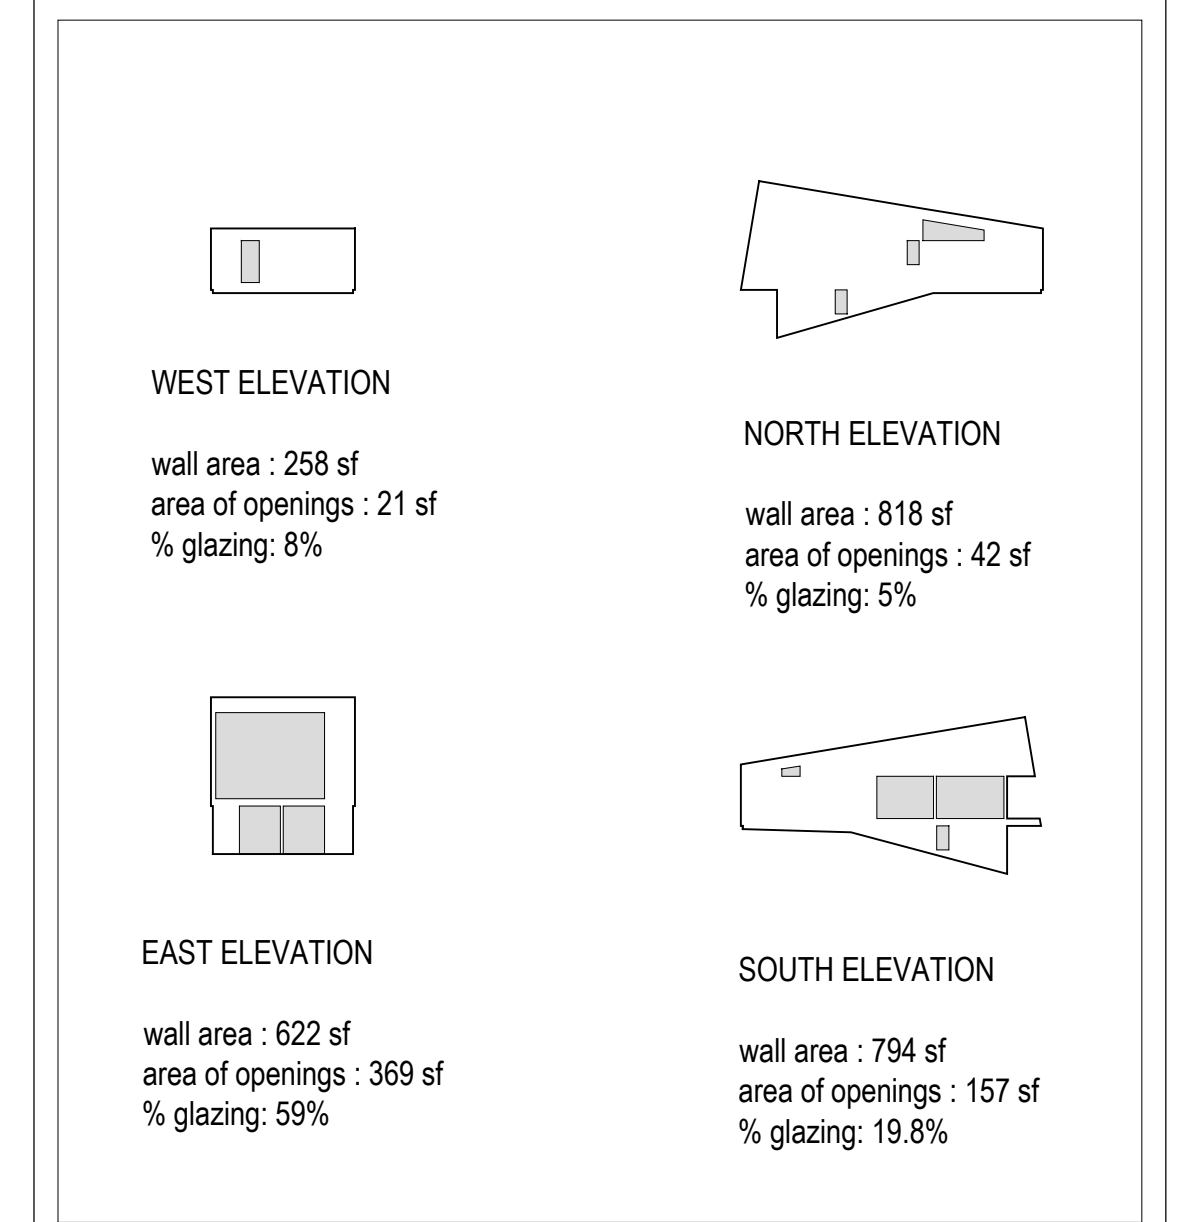 WEST ELEVATION
wall area : 258 sf
area of openings : 21 sf
% glazing: 8%
NORTH ELEVATION
wall area : 818 sf
area of openings : 42 sf
% glazing: 5%
EAST ELEVATION
wall area : 622 sf
area of openings : 369 sf
% glazing: 59%
SOUTH ELEVATION
wall area : 794 sf
area of openings : 157 sf
% glazing: 19.8%